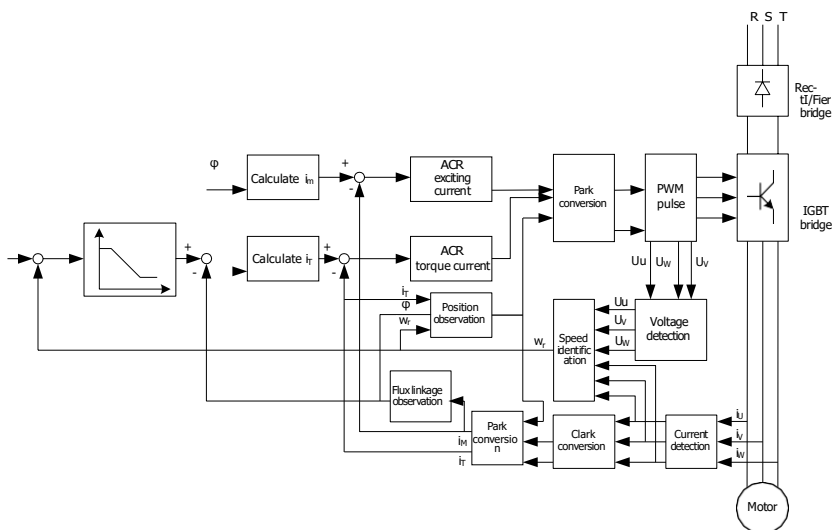 R S T
Rec-
tI/Fier
bridge
φ
Calculate im
+
-
ACR
exciting
current
Park
conversion
PWM
pulse
IGBT
bridge
+
-
Calculate iT
+
-
ACR
torque current
Uu
Uw
Uv
iT
φ
wr
Position
observation
wr
Speed
identific
ation
Uu
Uv
Uw
Voltage
detection
Flux linkage
observation
iM
iT
Park
conversio
n
Clark
conversion
Current
detection
iU
iV
iW
Motor